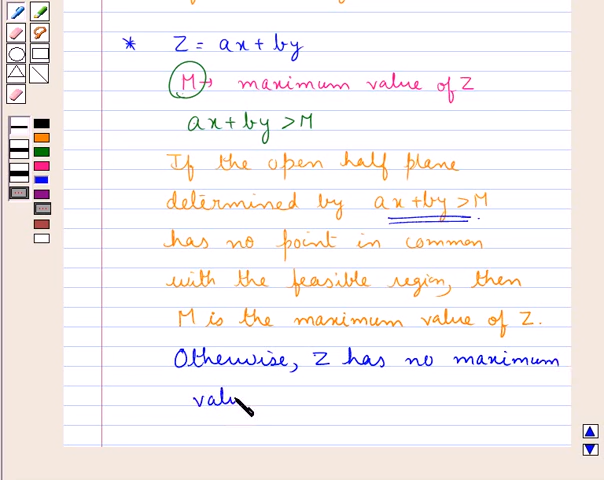 * Z = ax + by
M → maximum value of Z
ax + by > M
If the open half plane
determined by ax + by > M.
has no point in common
with the feasible region, then
M is the maximum value of Z.
Otherwise, Z has no maximum
valu